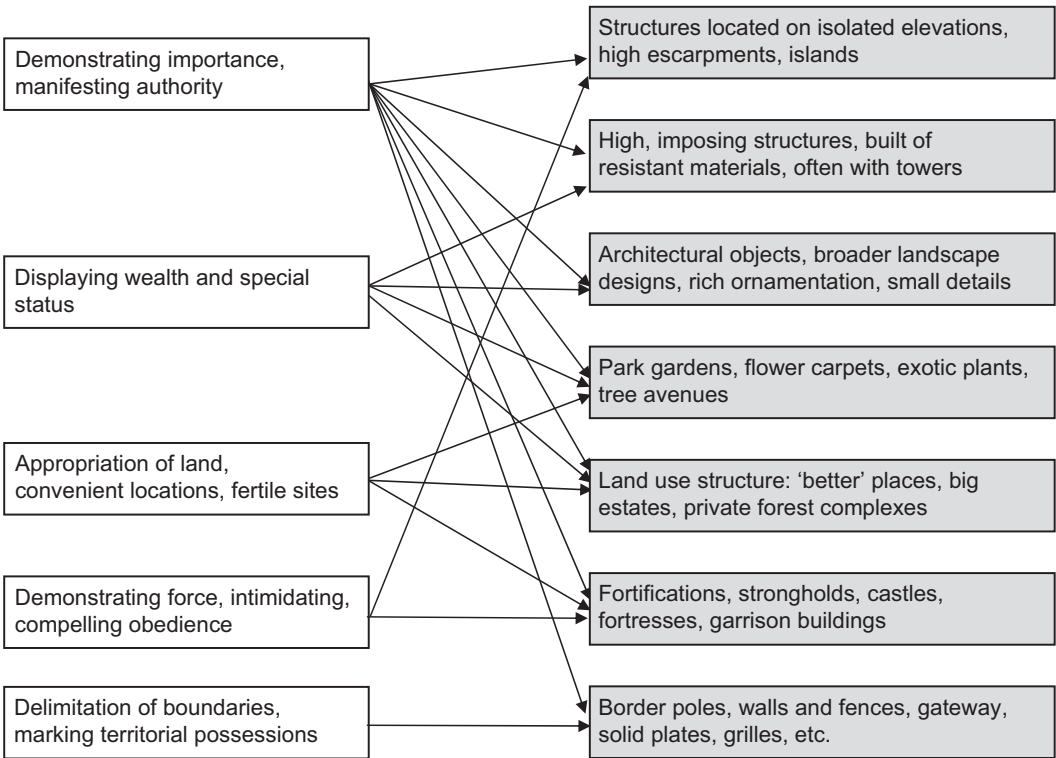 Demonstrating importance,
manifesting authority
Displaying wealth and special
status
Appropriation of land,
convenient locations, fertile sites
Demonstrating force, intimidating,
compelling obedience
Delimitation of boundaries,
marking territorial possessions
Structures located on isolated elevations,
high escarpments, islands
High, imposing structures, built of
resistant materials, often with towers
Architectural objects, broader landscape
designs, rich ornamentation, small details
Park gardens, flower carpets, exotic plants,
tree avenues
Land use structure: ‘better’ places, big
estates, private forest complexes
Fortifications, strongholds, castles,
fortresses, garrison buildings
Border poles, walls and fences, gateway,
solid plates, grilles, etc.